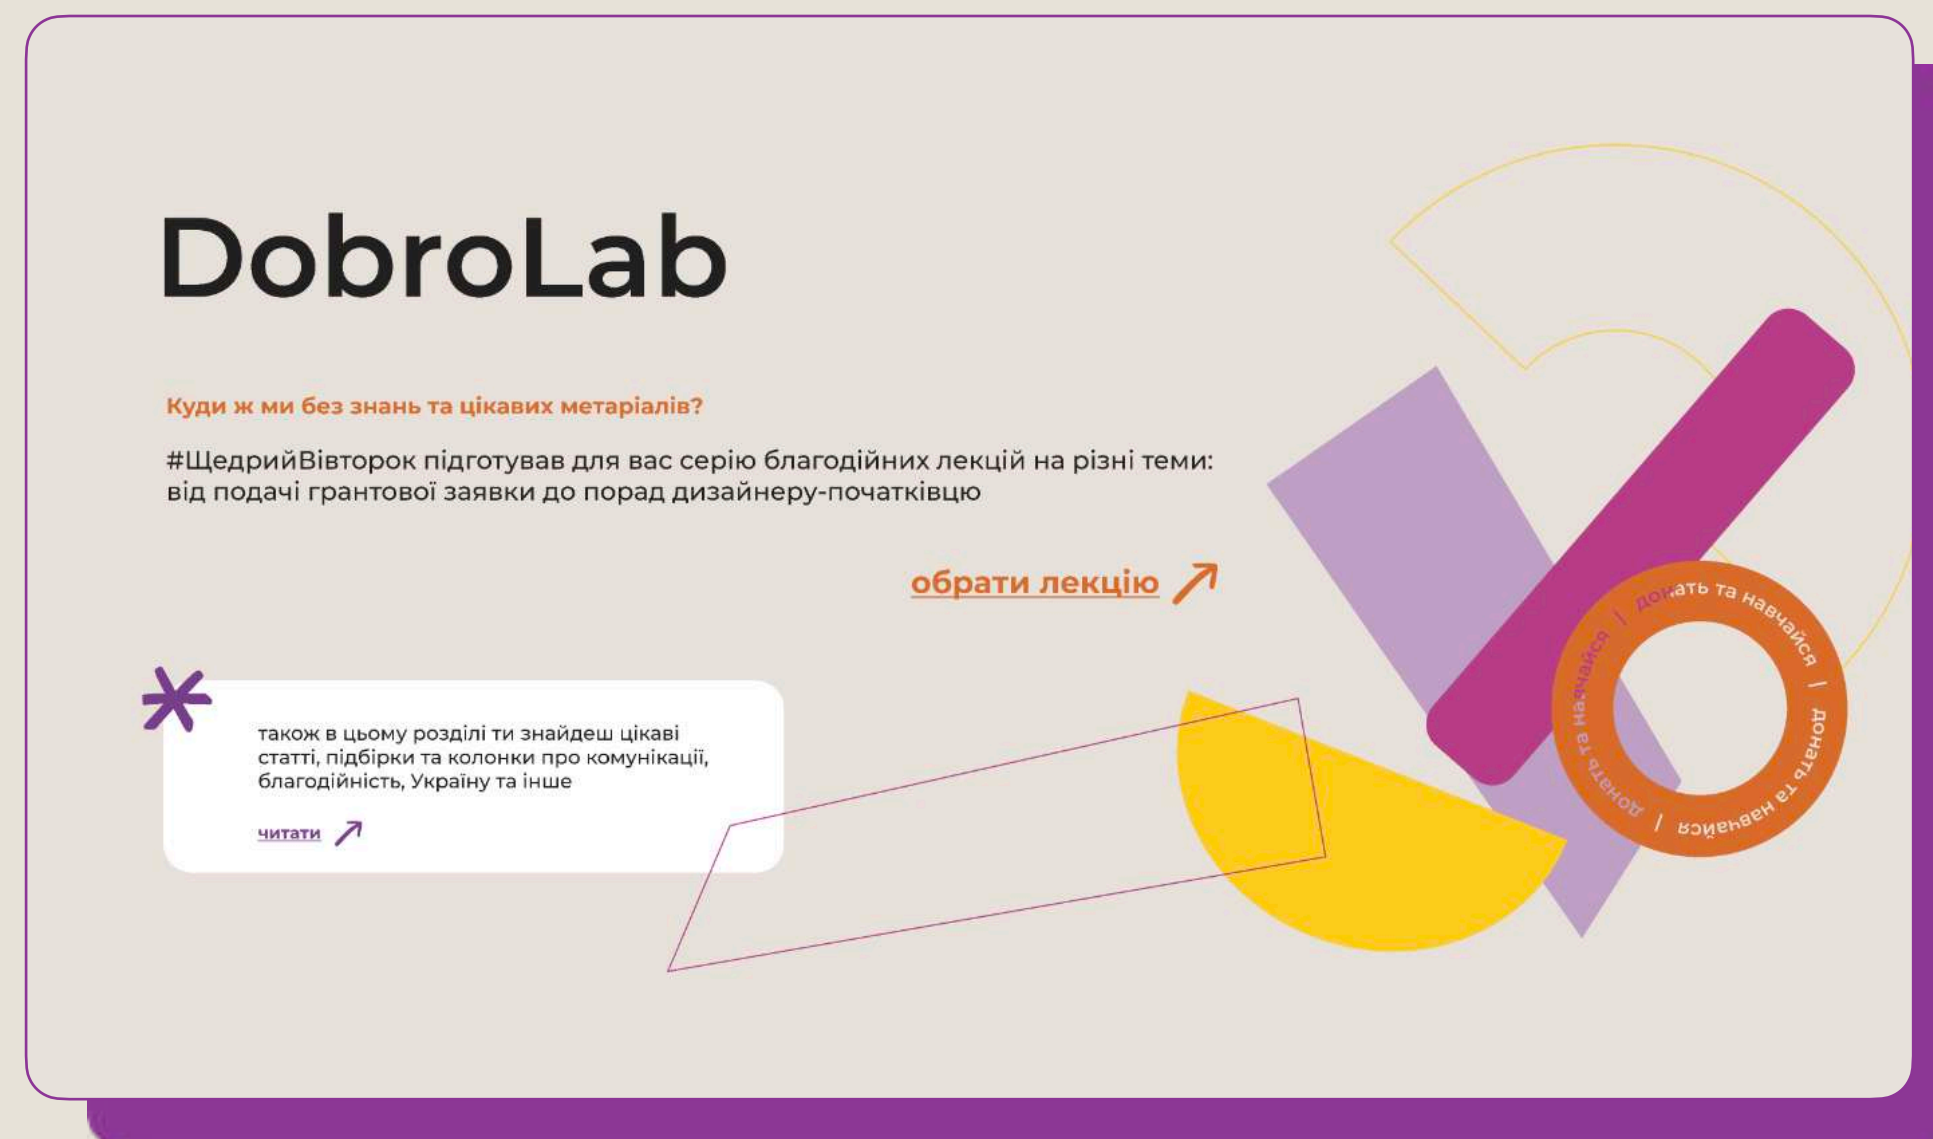 DobroLab
Куди ж ми без знань та цікавих метаріалів?
#ЩедрийВівторок підготував для вас серію благодійних лекцій на різні теми:
від подачі грантової заявки до порад дизайнеру-початківцю
обрати лекцію
також в цьому розділі ти знайдеш цікаві
статті, підбірки та колонки про комунікації,
благодійність, Україну та інше
читати
донать та навчайся | донать та навчайся | донать та навчайся |